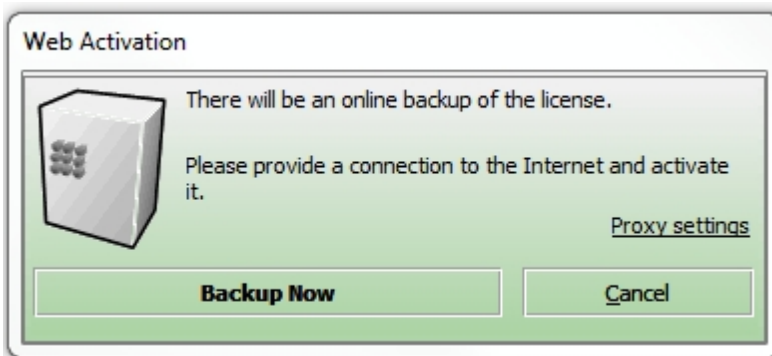 Web Activation
There will be an online backup of the license.
Please provide a connection to the Internet and activate
it.
Proxy settings
Backup Now
Cancel